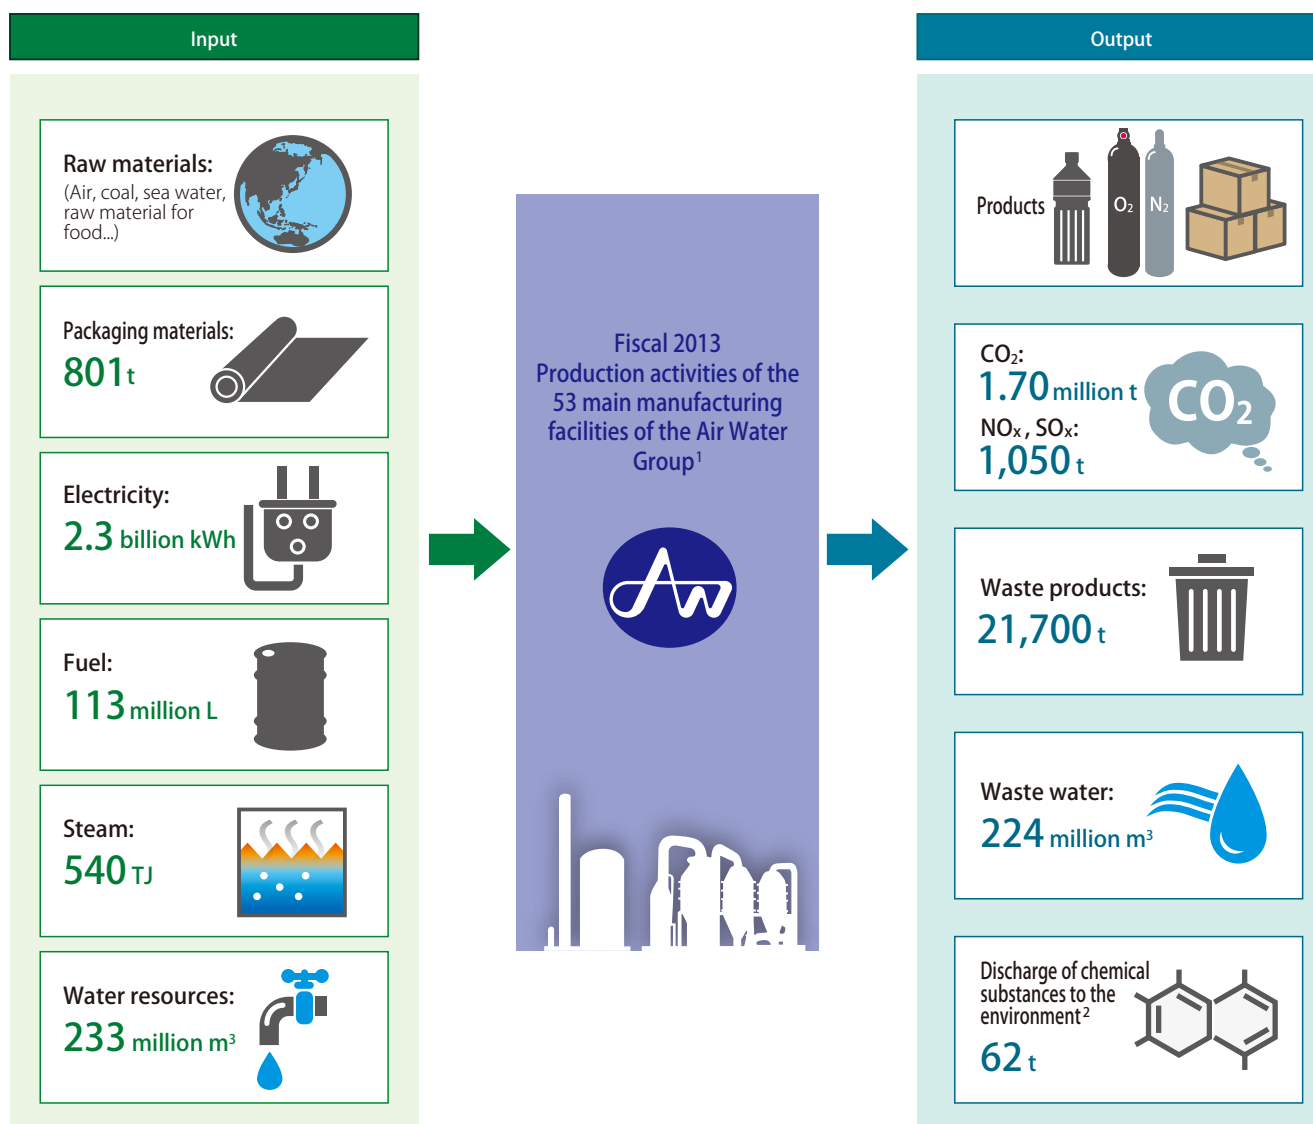 Input
Raw materials:
(Air, coal, sea water,
raw material for
food...)
Packaging materials:
801 t
Electricity:
2.3 billion kWh
Fuel:
113 million L
Steam:
540 TJ
Water resources:
233 million m³
Fiscal 2013
Production activities of the
53 main manufacturing
facilities of the Air Water
Group¹
AW
Output
Products
O₂
N₂
CO₂:
1.70 million t
NOₓ, SOₓ:
1,050 t
CO₂
Waste products:
21,700 t
Waste water:
224 million m³
Discharge of chemical
substances to the
environment²
62 t